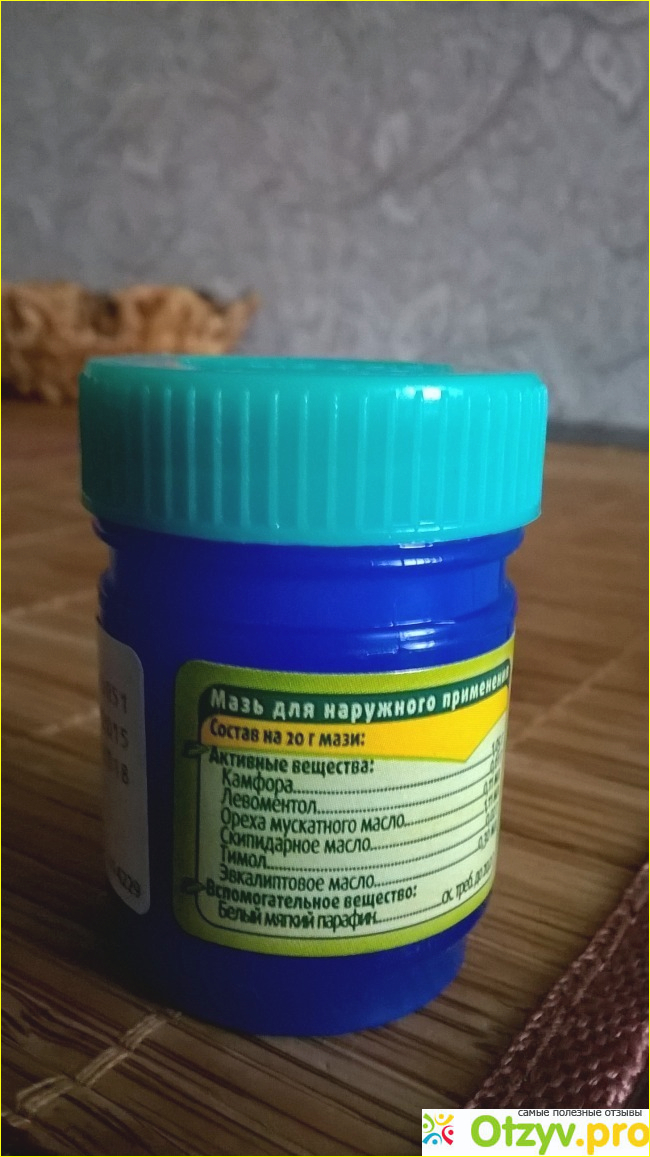 Мазь для наружного применения
Состав на 20 г мази:
Активные вещества:
Камфора
Левоментол
Ореха мускатного масло
Скипидарное масло
Тимол
Эвкалиптовое масло
Вспомогательное вещество:
Белый мягкий парафин
4229
самые полезные отзывы
Otzyv.pro